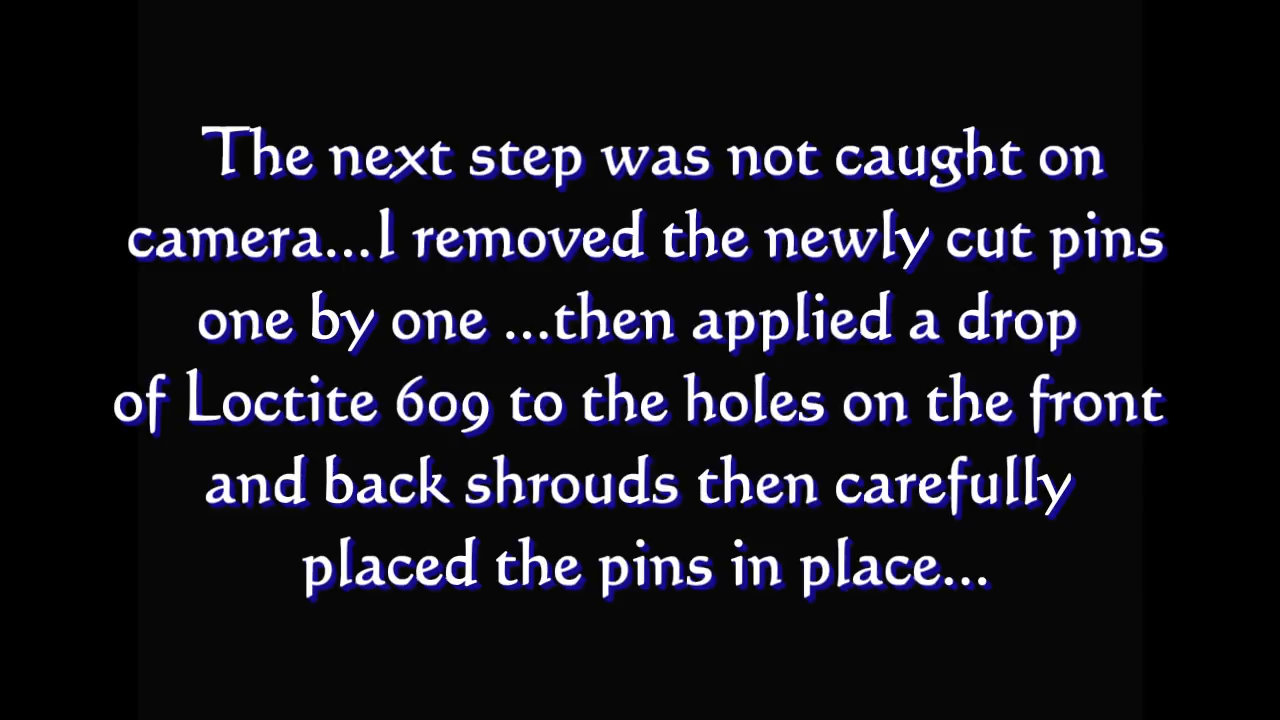 The next step was not caught on
camera...I removed the newly cut pins
one by one ...then applied a drop
of Loctite 609 to the holes on the front
and back shrouds then carefully
placed the pins in place...